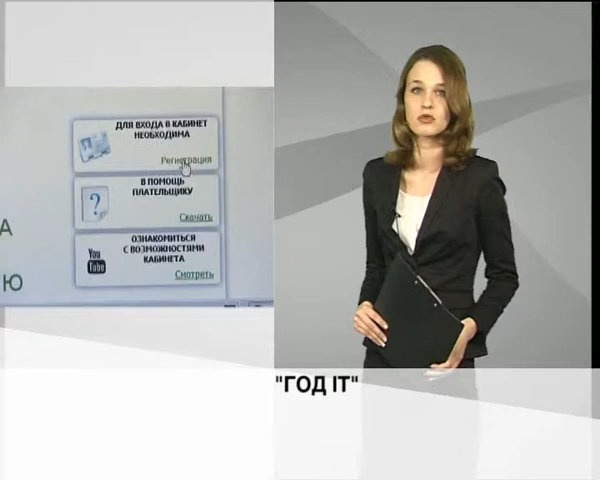 ДЛЯ ВХОДА В КАБИНЕТ
НЕОБХОДИМА
Регистрация
В ПОМОЩЬ
ПЛАТЕЛЬЩИКУ
Скачать
ОЗНАКОМИТЬСЯ
С ВОЗМОЖНОСТЯМИ
КАБИНЕТА
You
Tube
Смотреть
А
Ю
"ГОД IT"